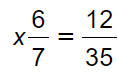 x 6/7 = 12/35